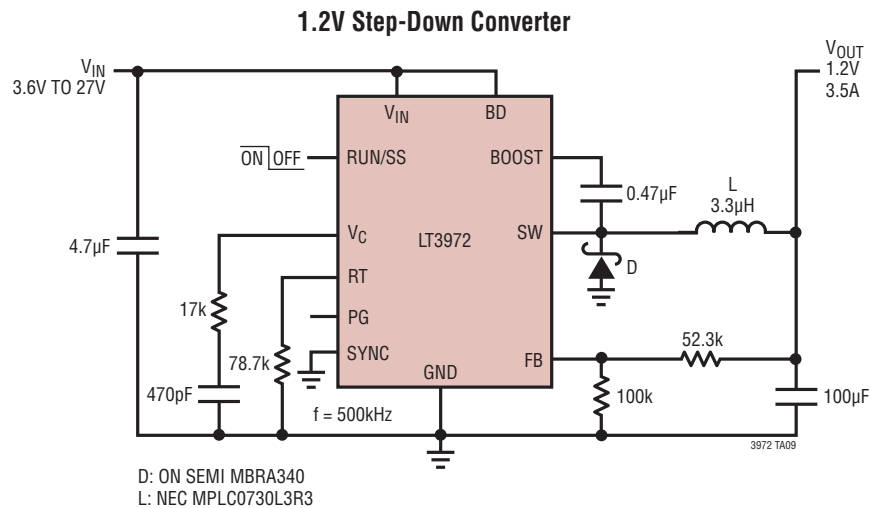 1.2V Step-Down Converter
VIN
3.6V TO 27V
VOUT
1.2V
3.5A
VIN
BD
ON OFF
RUN/SS
BOOST
0.47µF
L
3.3µH
4.7µF
VC
LT3972
SW
RT
D
17k
PG
52.3k
78.7k
SYNC
FB
GND
470pF
100k
100µF
f = 500kHz
3972 TA09
D: ON SEMI MBRA340
L: NEC MPLC0730L3R3